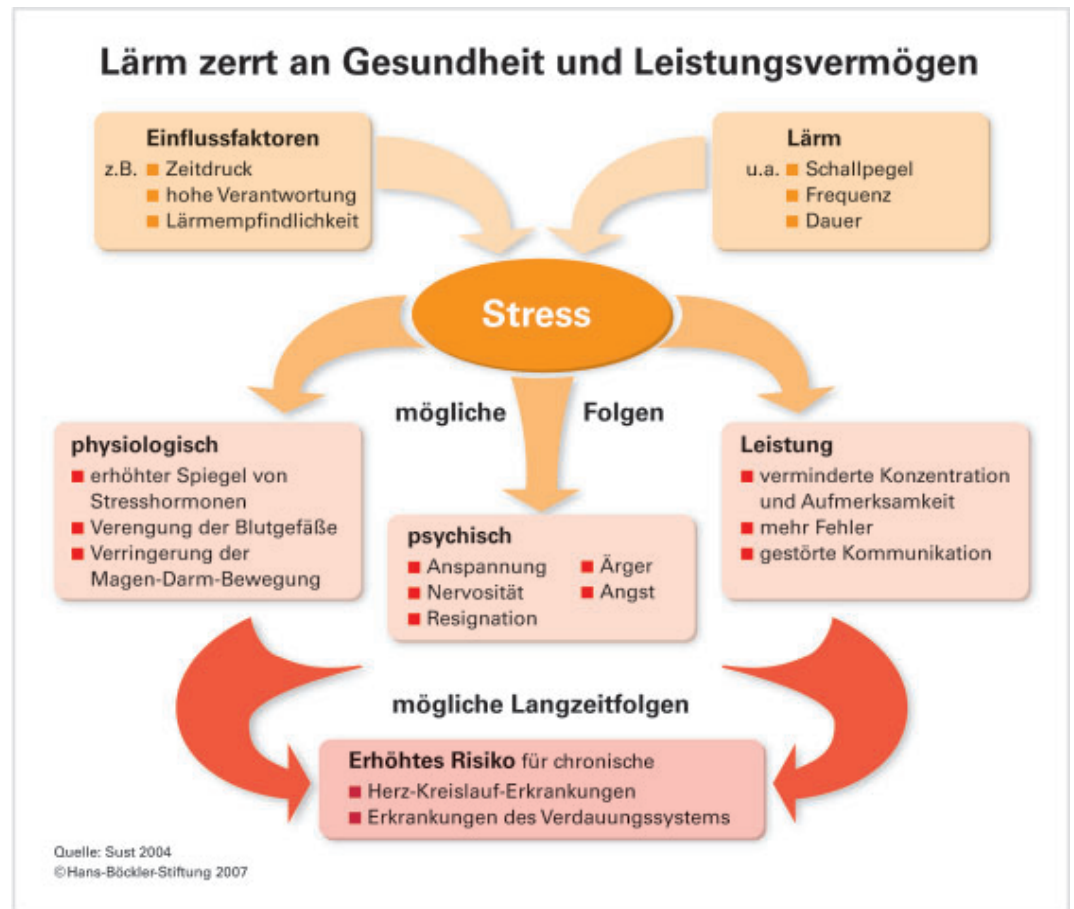 Lärm zerrt an Gesundheit und Leistungsvermögen
Einflussfaktoren
z.B. ■ Zeitdruck
■ hohe Verantwortung
■ Lärmempfindlichkeit
Lärm
u.a. ■ Schallpegel
■ Frequenz
■ Dauer
Stress
mögliche Folgen
physiologisch
■ erhöhter Spiegel von
Stresshormonen
■ Verengung der Blutgefäße
■ Verringerung der
Magen-Darm-Bewegung
psychisch
■ Anspannung ■ Ärger
■ Nervosität ■ Angst
■ Resignation
Leistung
■ verminderte Konzentration
und Aufmerksamkeit
■ mehr Fehler
■ gestörte Kommunikation
mögliche Langzeitfolgen
Erhöhtes Risiko für chronische
■ Herz-Kreislauf-Erkrankungen
■ Erkrankungen des Verdauungssystems
Quelle: Sust 2004
©Hans-Böckler-Stiftung 2007